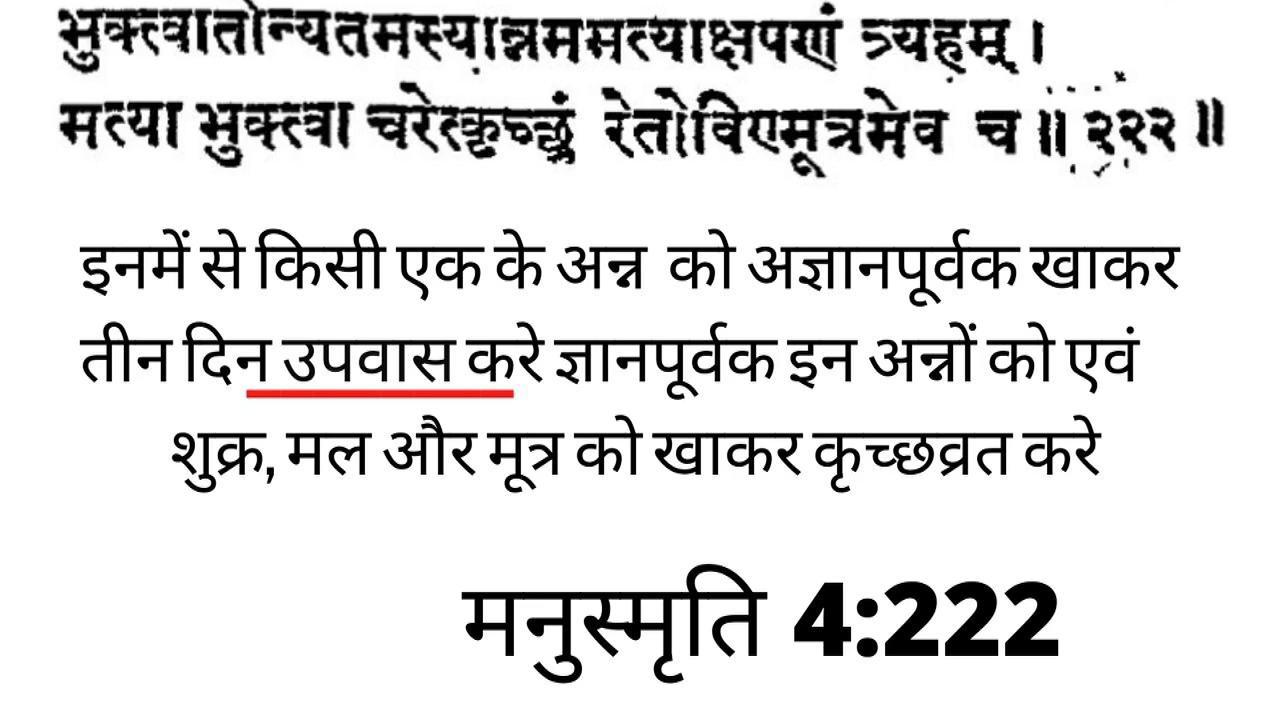 भुक्त्वातोन्यतमस्यान्नममत्याक्षपणं त्र्यहम् ।
मत्या भुक्त्वा चरेत्कृच्छ्रं रेतोविण्मूत्रमेव च ॥ २२२ ॥
इनमें से किसी एक के अन्न को अज्ञानपूर्वक खाकर
तीन दिन उपवास करे ज्ञानपूर्वक इन अन्नों को एवं
शुक्र, मल और मूत्र को खाकर कृच्छव्रत करे
मनुस्मृति 4:222